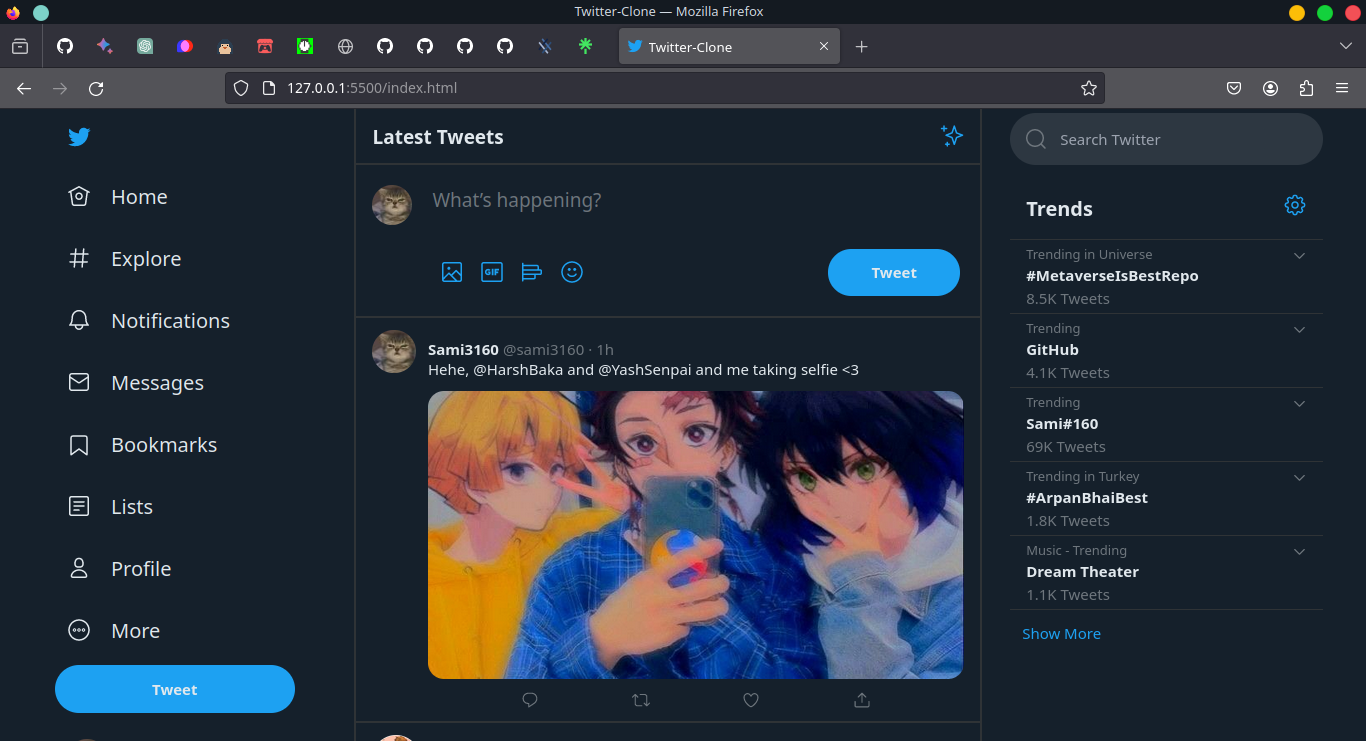 Twitter-Clone — Mozilla Firefox
Twitter-Clone
127.0.0.1:5500/index.html
Home
Explore
Notifications
Messages
Bookmarks
Lists
Profile
More
Tweet
Latest Tweets
What's happening?
GIF
Tweet
Sami3160 @sami3160 · 1h
Hehe, @HarshBaka and @YashSenpai and me taking selfie <3
Search Twitter
Trends
Trending in Universe
#MetaverseIsBestRepo
8.5K Tweets
Trending
GitHub
4.1K Tweets
Trending
Sami#160
69K Tweets
Trending in Turkey
#ArpanBhaiBest
1.8K Tweets
Music - Trending
Dream Theater
1.1K Tweets
Show More